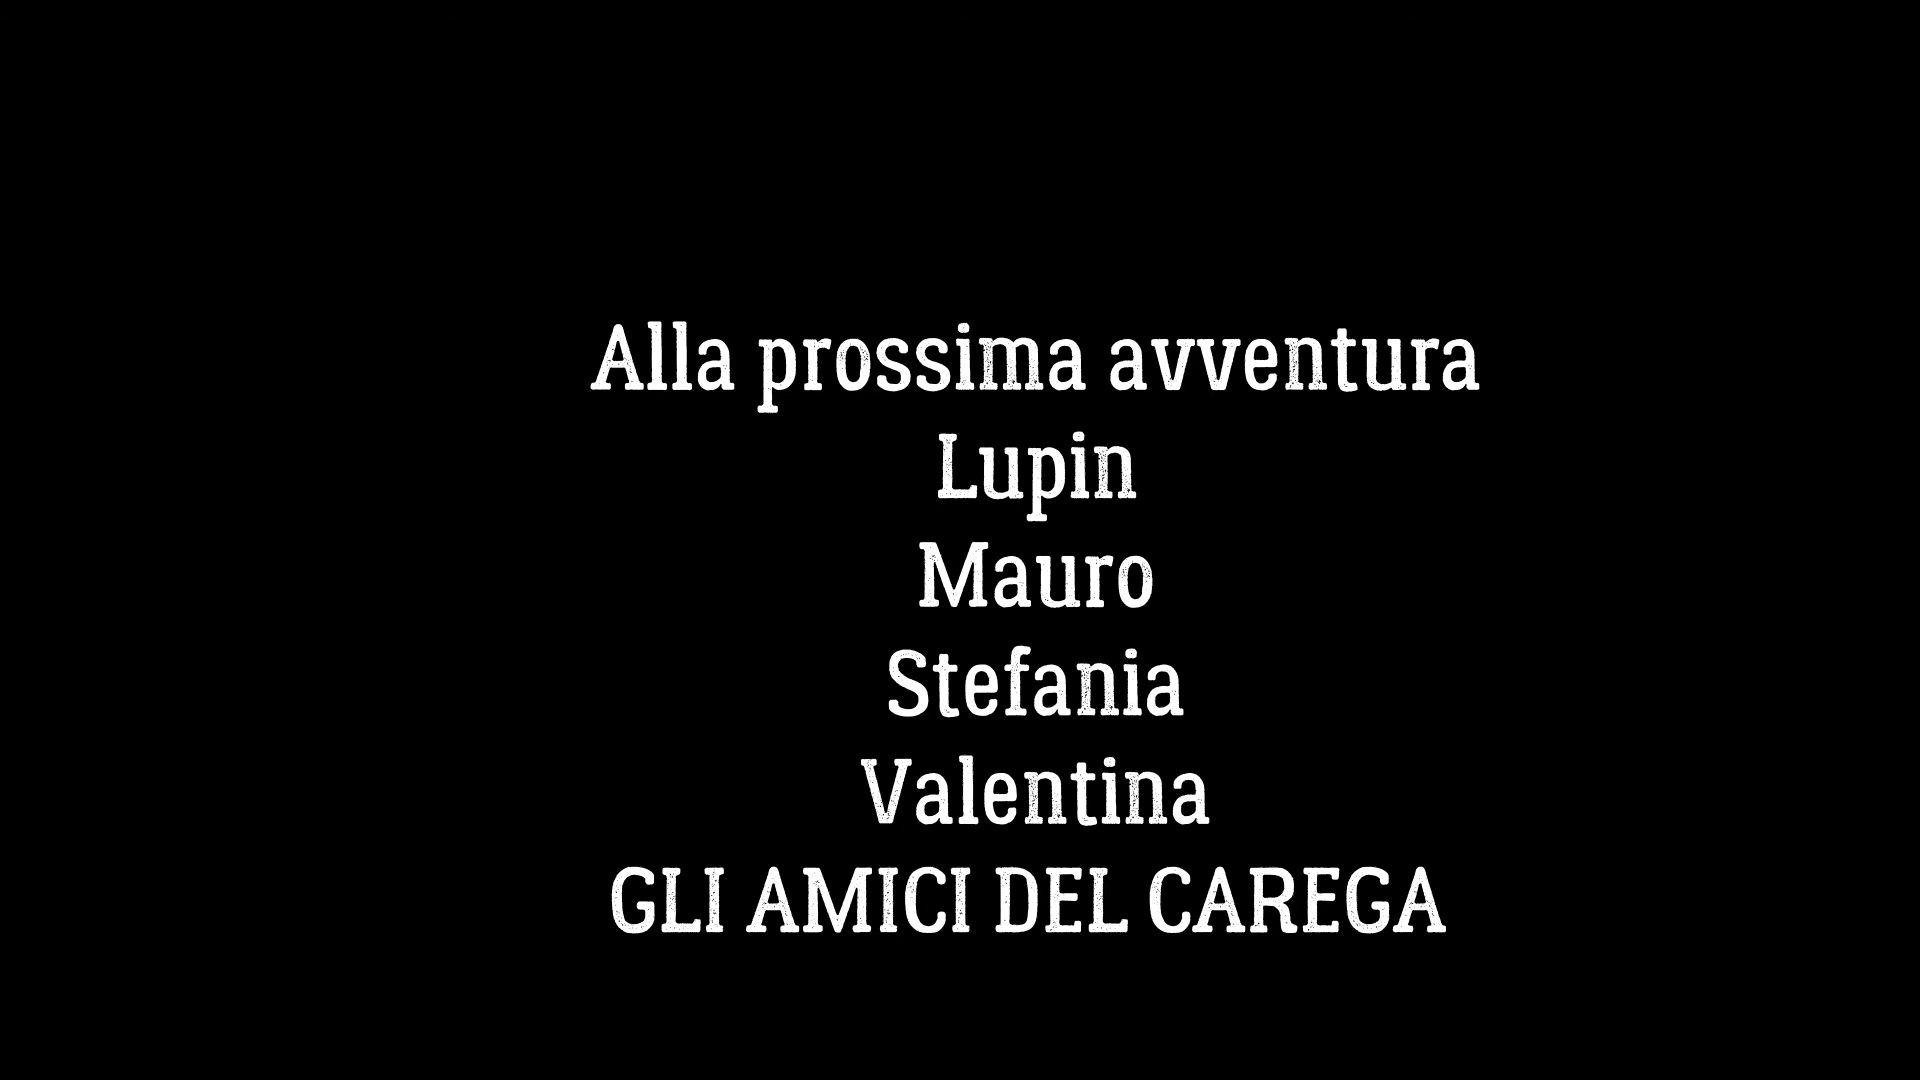 Alla prossima avventura
Lupin
Mauro
Stefania
Valentina
GLI AMICI DEL CAREGA